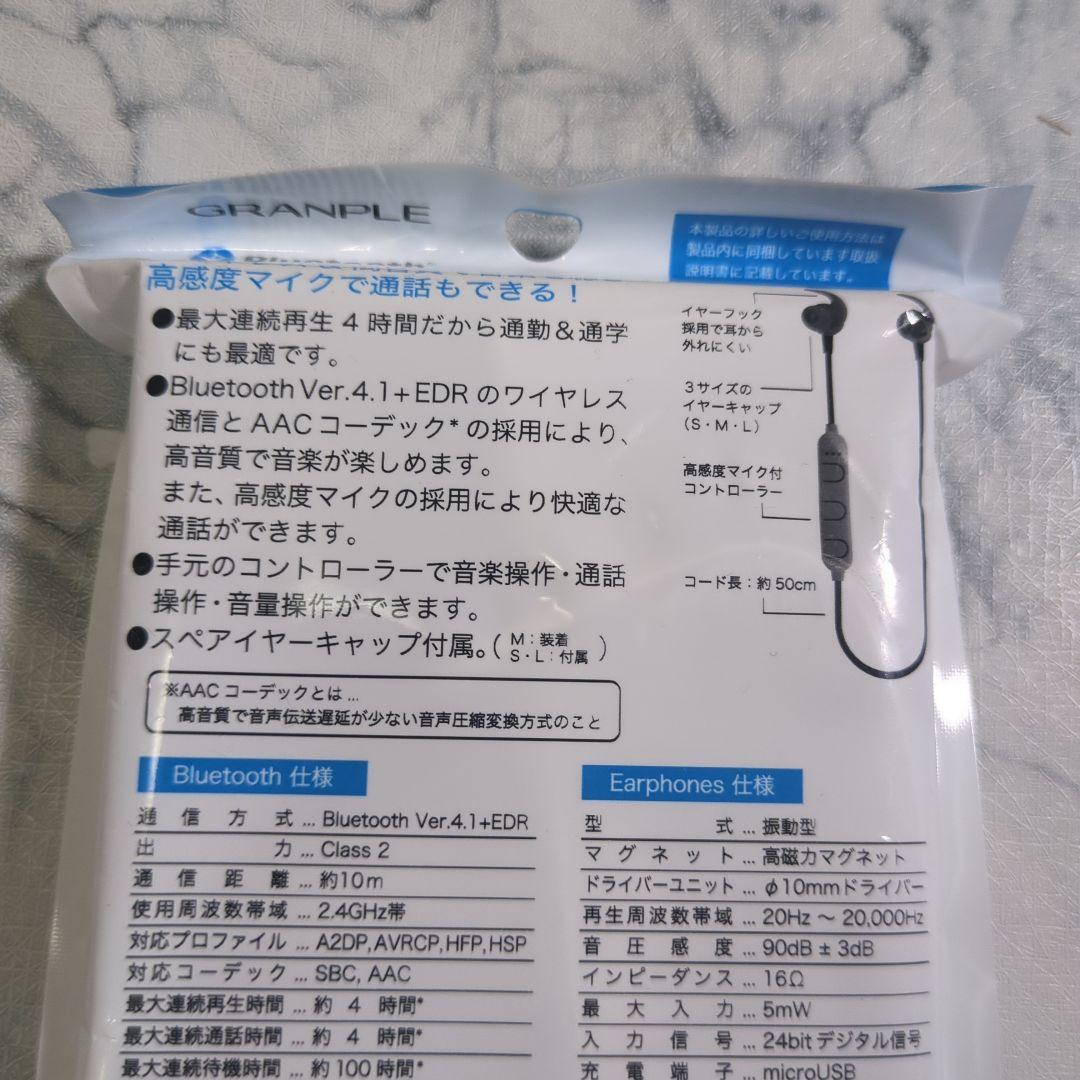 GRANPLE
Bluetooth
本製品の詳しいご使用方法は
製品内に同梱しています取扱
説明書に記載しています。
高感度マイクで通話もできる!
●最大連続再生4時間だから通勤&通学
にも最適です。
●Bluetooth Ver.4.1+EDRのワイヤレス
通信とAACコーデック*の採用により、
高音質で音楽が楽しめます。
また、高感度マイクの採用により快適な
通話ができます。
●手元のコントローラーで音楽操作・通話
操作・音量操作ができます。
●スペアイヤーキャップ付属。( M:装着
S・L:付属 )
※AACコーデックとは...
高音質で音声伝送遅延が少ない音声圧縮変換方式のこと
イヤーフック
採用で耳から
外れにくい
3サイズの
イヤーキャップ
(S・M・L)
高感度マイク付
コントローラー
コード長:約50cm
Bluetooth 仕様
通信方式...Bluetooth Ver.4.1+EDR
出力...Class 2
通信距離...約10m
使用周波数帯域...2.4GHz帯
対応プロファイル...A2DP,AVRCP,HFP,HSP
対応コーデック...SBC, AAC
最大連続再生時間...約 4 時間*
最大連続通話時間...約 4 時間*
最大連続待機時間...約100時間*
Earphones 仕様
型式...振動型
マグネット...高磁力マグネット
ドライバーユニット...φ10mmドライバー
再生周波数帯域...20Hz ～ 20,000Hz
音圧感度...90dB ± 3dB
インピーダンス...16Ω
最大入力...5mW
入力信号...24bitデジタル信号
充電端子...microUSB